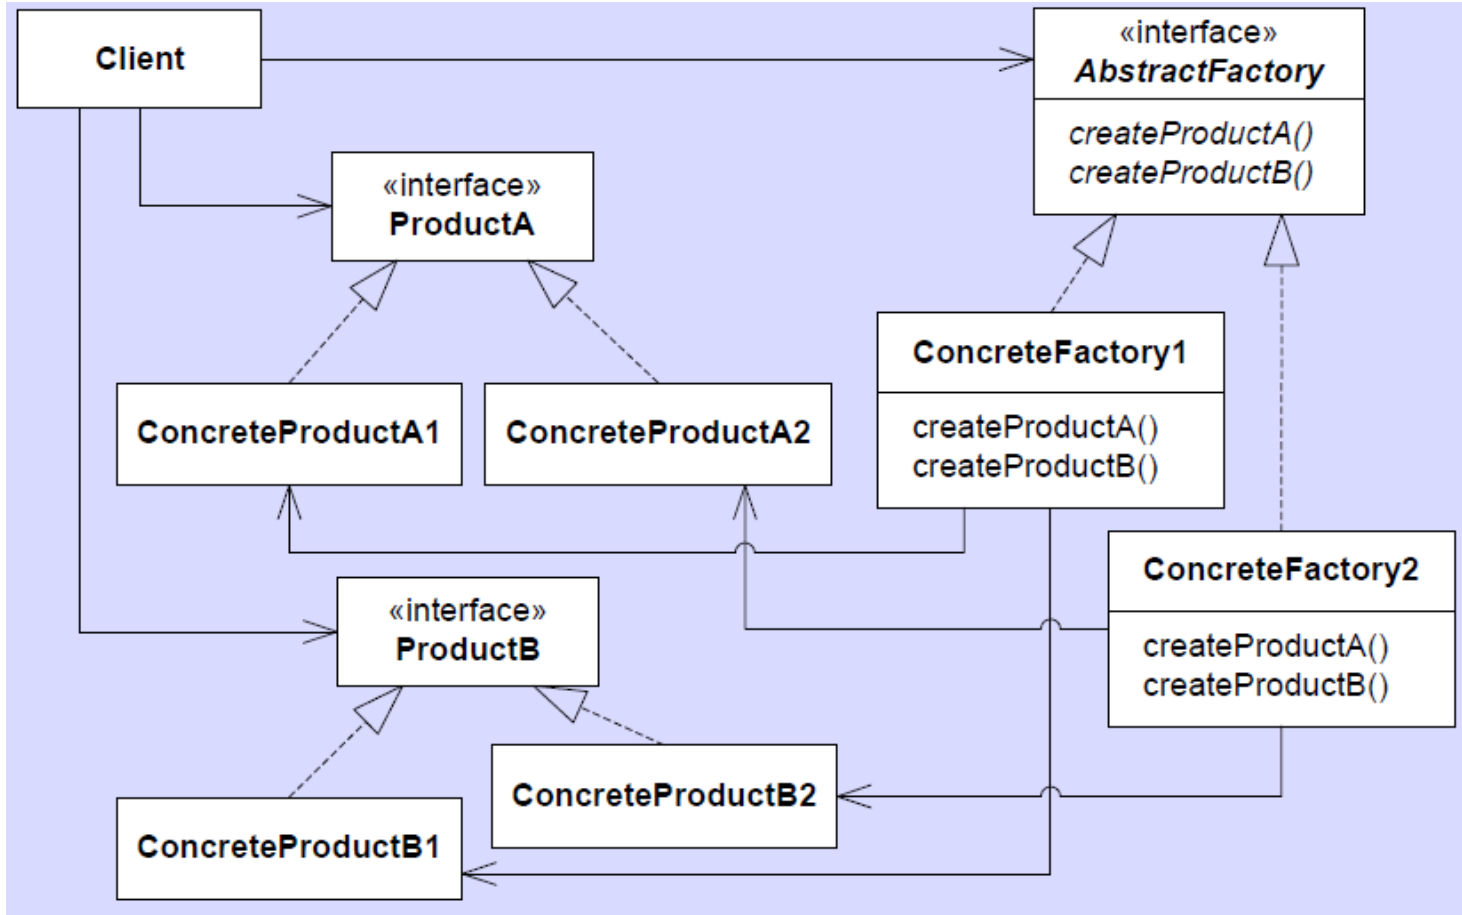 Client
«interface»
AbstractFactory
createProductA()
createProductB()
«interface»
ProductA
ConcreteFactory1
createProductA()
createProductB()
ConcreteProductA1
ConcreteProductA2
ConcreteFactory2
createProductA()
createProductB()
«interface»
ProductB
ConcreteProductB2
ConcreteProductB1